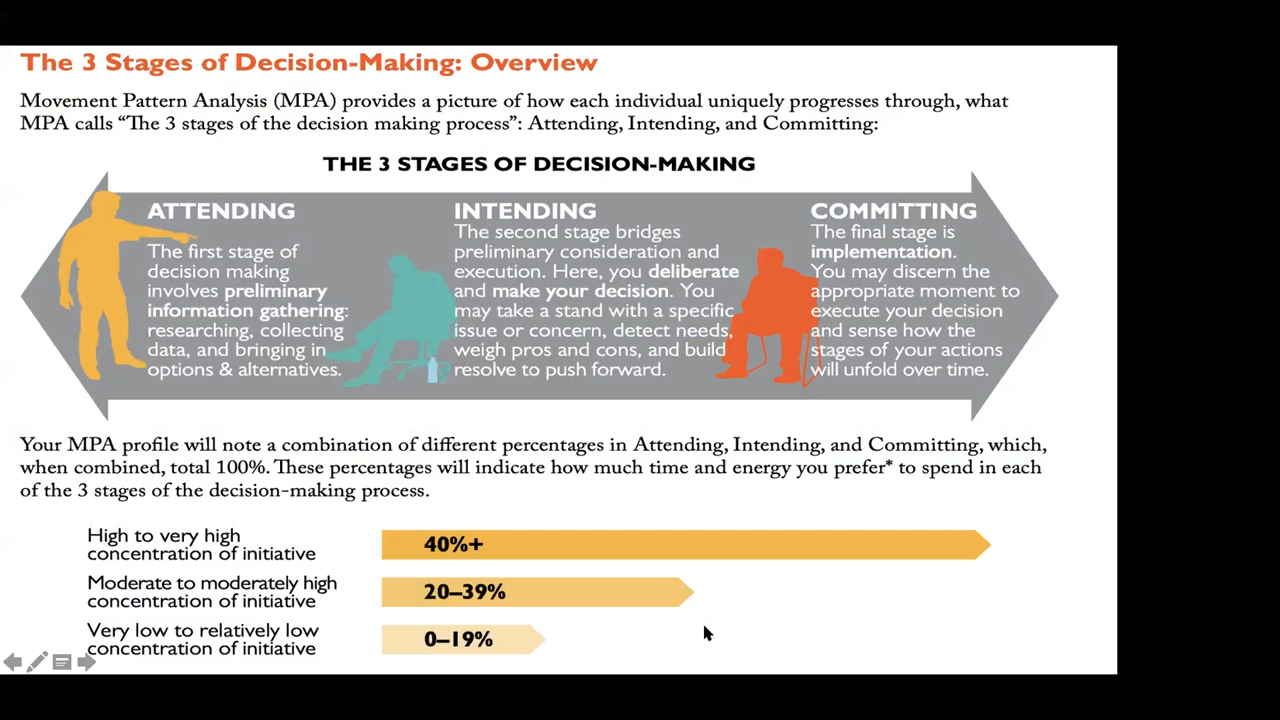 The 3 Stages of Decision-Making: Overview
Movement Pattern Analysis (MPA) provides a picture of how each individual uniquely progresses through, what
MPA calls “The 3 stages of the decision making process”: Attending, Intending, and Committing:
THE 3 STAGES OF DECISION-MAKING
ATTENDING
The first stage of
decision making
involves preliminary
information gathering:
researching, collecting
data, and bringing in
options & alternatives.
INTENDING
The second stage bridges
preliminary consideration and
execution. Here, you deliberate
and make your decision. You
may take a stand with a specific
issue or concern, detect needs,
weigh pros and cons, and build
resolve to push forward.
COMMITTING
The final stage is
implementation.
You may discern the
appropriate moment to
execute your decision
and sense how the
stages of your actions
will unfold over time.
Your MPA profile will note a combination of different percentages in Attending, Intending, and Committing, which,
when combined, total 100%. These percentages will indicate how much time and energy you prefer* to spend in each
of the 3 stages of the decision-making process.
High to very high
concentration of initiative
40%+
Moderate to moderately high
concentration of initiative
20–39%
Very low to relatively low
concentration of initiative
0–19%